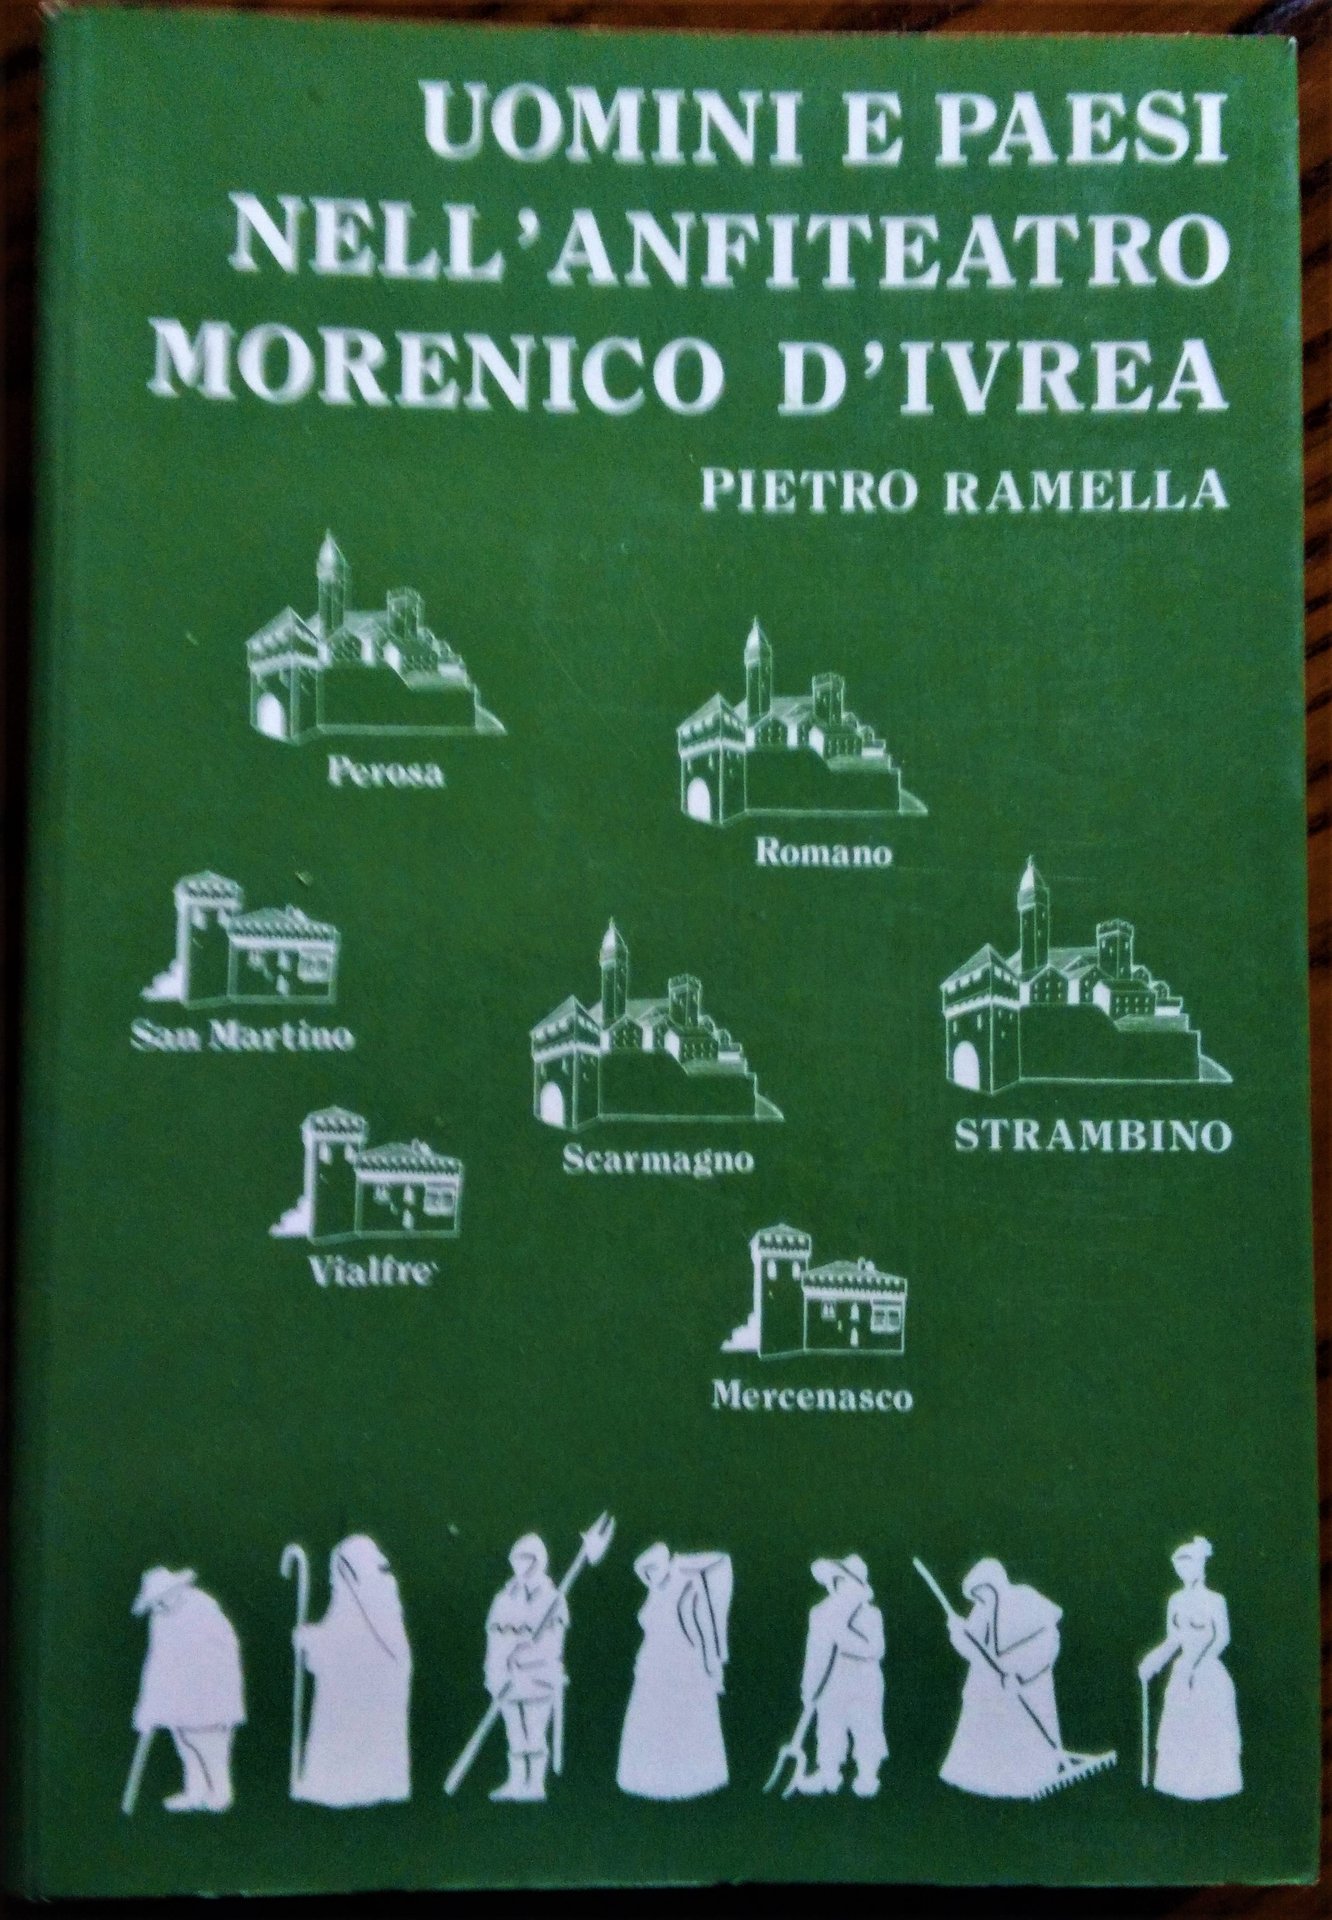 UOMINI E PAESI
NELL'ANFITEATRO
MORENICO D'IVREA
PIETRO RAMELLA
Perosa
Romano
San Martino
Scarmagno
STRAMBINO
Vialfre`
Mercenasco